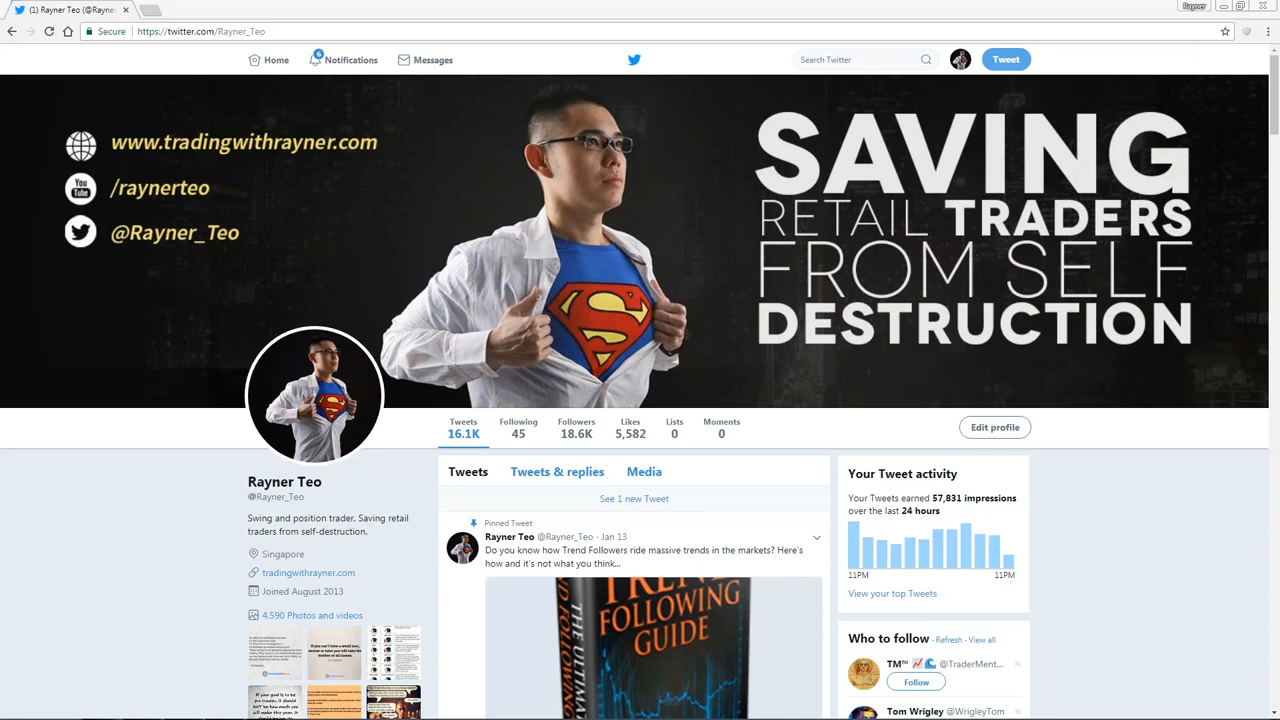 (1) Rayner Teo (@Rayne
Rayner
Secure
https://twitter.com/Rayner_Teo
Home
6
Notifications
Messages
Search Twitter
Tweet
www.tradingwithrayner.com
You
Tube
/raynerteo
@Rayner_Teo
SAVING
RETAIL TRADERS
FROM SELF
DESTRUCTION
Tweets
16.1K
Following
45
Followers
18.6K
Likes
5,582
Lists
0
Moments
0
Edit profile
Rayner Teo
@Rayner_Teo
Swing and position trader. Saving retail
traders from self-destruction.
Singapore
tradingwithrayner.com
Joined August 2013
4,590 Photos and videos
Tweets
Tweets & replies
Media
See 1 new Tweet
Pinned Tweet
Rayner Teo @Rayner_Teo · Jan 13
Do you know how Trend Followers ride massive trends in the markets? Here's
how and it's not what you think...
TREND
FOLLOWING
GUIDE
Your Tweet activity
Your Tweets earned 57,831 impressions
over the last 24 hours
11PM
11PM
View your top Tweets
Who to follow · Refresh · View all
TM™ @TraderMent...
Follow
Tom Wrigley @WrigleyTom